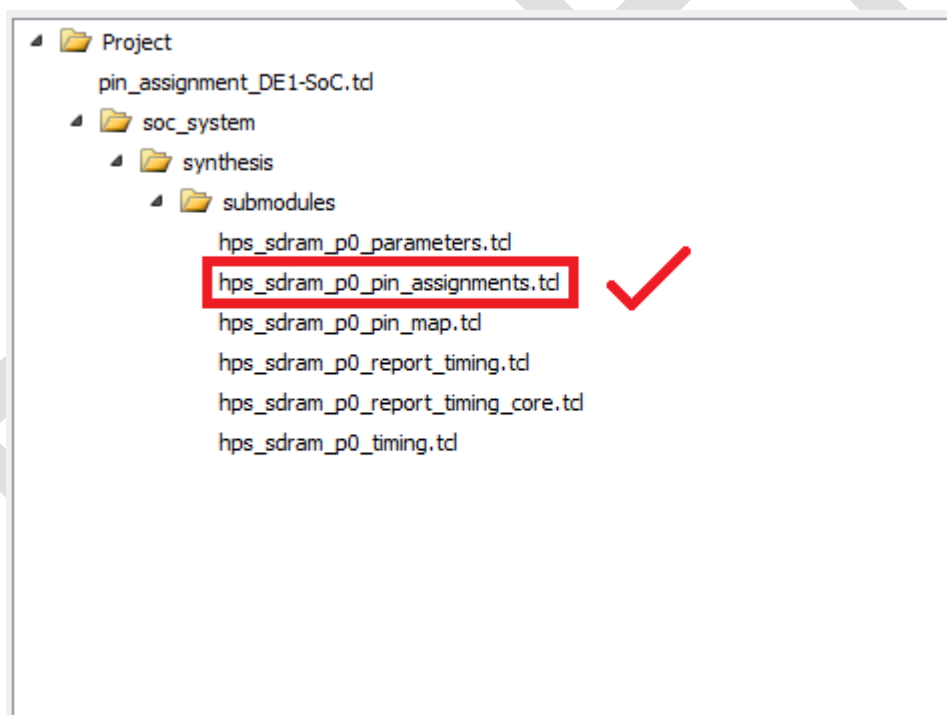 Project
pin_assignment_DE1-SoC.tcl
soc_system
synthesis
submodules
hps_sdram_p0_parameters.tcl
hps_sdram_p0_pin_assignments.tcl
hps_sdram_p0_pin_map.tcl
hps_sdram_p0_report_timing.tcl
hps_sdram_p0_report_timing_core.tcl
hps_sdram_p0_timing.tcl